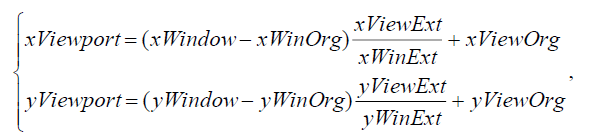 xViewport = (xWindow − xWinOrg) xViewExt / xWinExt + xViewOrg
yViewport = (yWindow − yWinOrg) yViewExt / yWinExt + yViewOrg ,